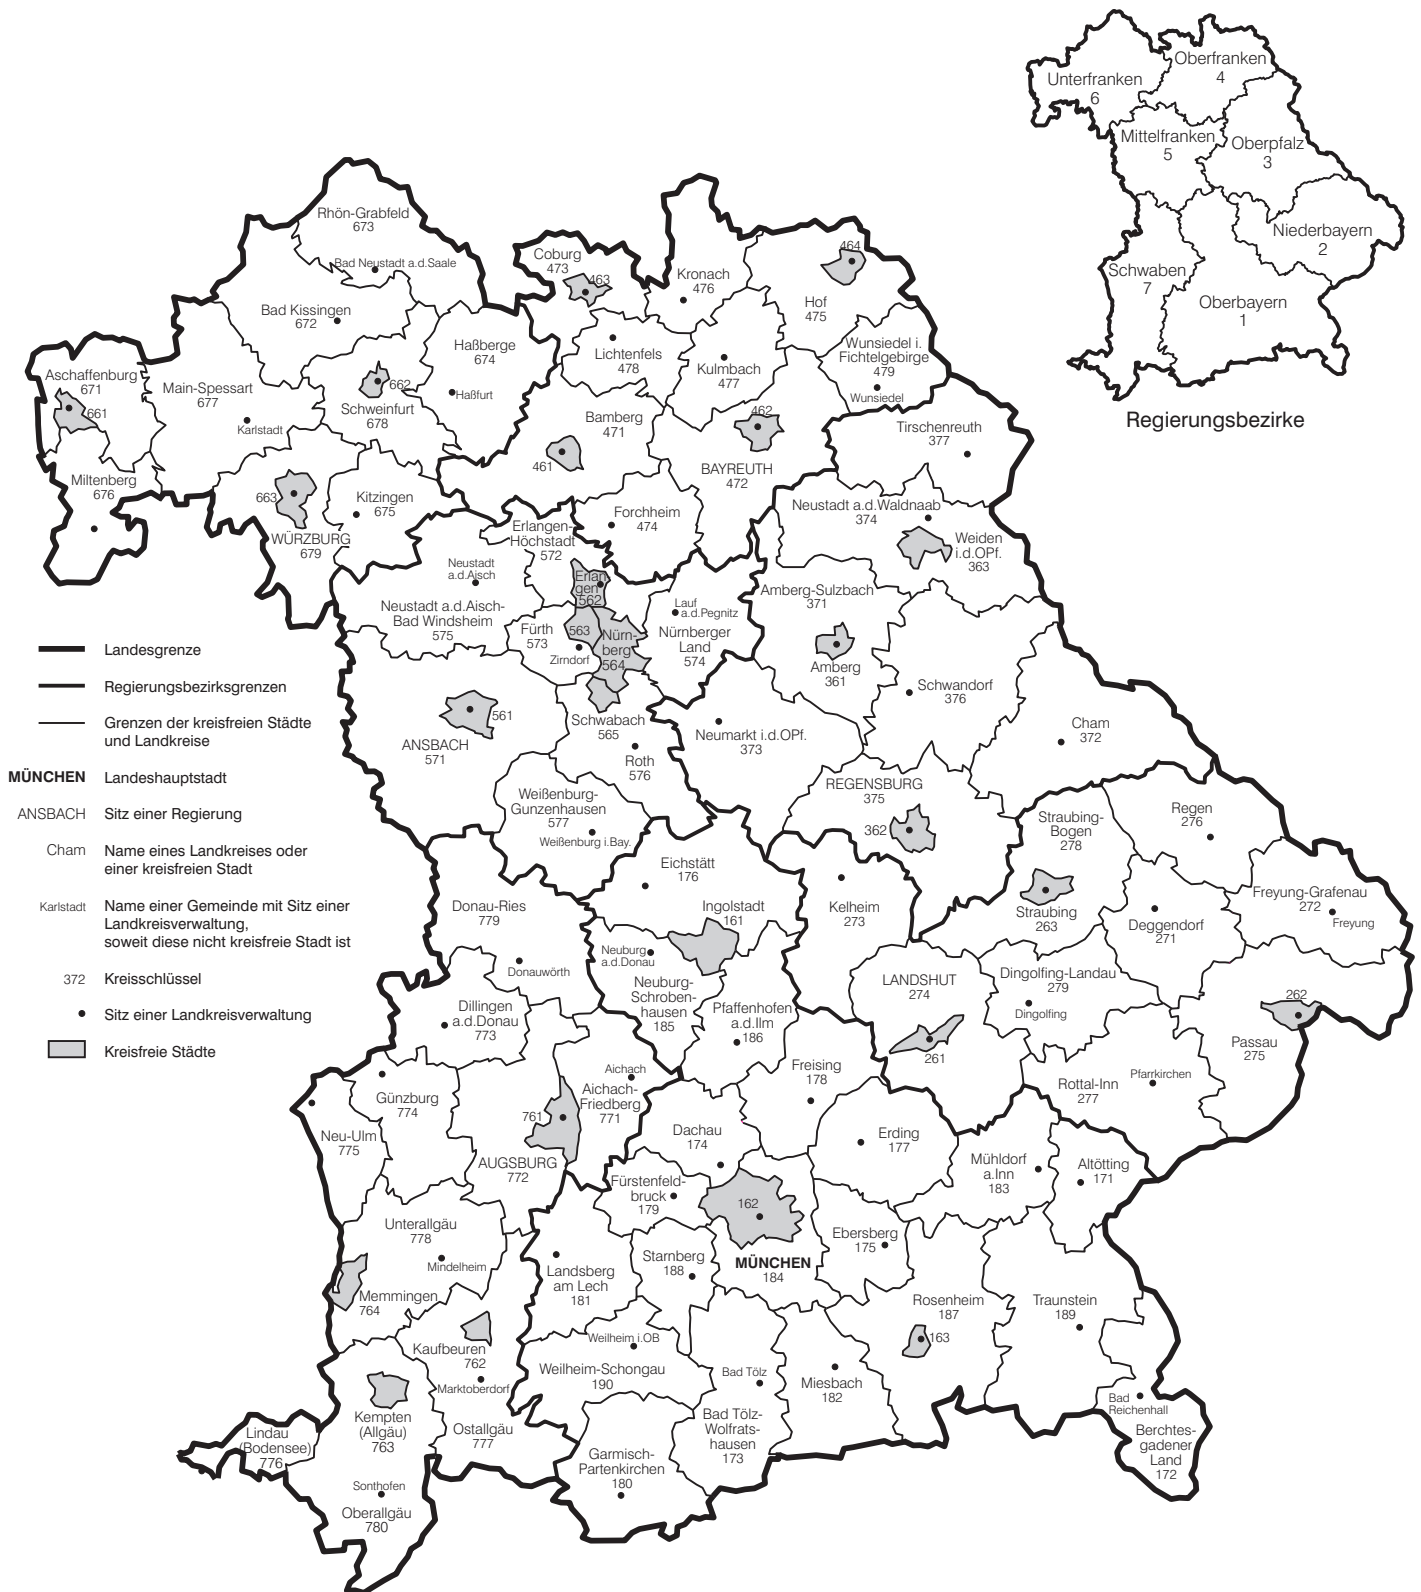 Unterfranken
6
Oberfranken
4
Mittelfranken
5
Oberpfalz
3
Niederbayern
2
Schwaben
7
Oberbayern
1
Regierungsbezirke
Rhön-Grabfeld
673
Bad Neustadt a.d.Saale
Bad Kissingen
672
Coburg
473
463
Kronach
476
464
Hof
475
Haßberge
674
Haßfurt
Lichtenfels
478
Kulmbach
477
Wunsiedel i.
Fichtelgebirge
479
Wunsiedel
Aschaffenburg
671
661
Main-Spessart
677
Karlstadt
662
Schweinfurt
678
Bamberg
471
461
462
BAYREUTH
472
Tirschenreuth
377
Miltenberg
676
663
WÜRZBURG
679
Kitzingen
675
Forchheim
474
Neustadt a.d.Waldnaab
374
Weiden
i.d.OPf.
363
Erlangen-
Höchstadt
572
Neustadt
a.d.Aisch
Neustadt a.d.Aisch-
Bad Windsheim
575
Erlan
gen
562
Fürth
573
563
Zirndorf
Nürn-
berg
564
Lauf
a.d.Pegnitz
Nürnberger
Land
574
Amberg-Sulzbach
371
Amberg
361
Schwandorf
376
Cham
372
Landesgrenze
Regierungsbezirksgrenzen
Grenzen der kreisfreien Städte
und Landkreise
MÜNCHEN Landeshauptstadt
ANSBACH Sitz einer Regierung
Cham Name eines Landkreises oder
einer kreisfreien Stadt
Karlstadt Name einer Gemeinde mit Sitz einer
Landkreisverwaltung,
soweit diese nicht kreisfreie Stadt ist
372 Kreisschlüssel
Sitz einer Landkreisverwaltung
Kreisfreie Städte
561
ANSBACH
571
Schwabach
565
Roth
576
Neumarkt i.d.OPf.
373
Weißenburg-
Gunzenhausen
577
Weißenburg i.Bay.
REGENSBURG
375
362
Straubing-
Bogen
278
Regen
276
Eichstätt
176
Ingolstadt
161
Kelheim
273
Straubing
263
Deggendorf
271
Freyung-Grafenau
272
Freyung
Donau-Ries
779
Donauwörth
Neuburg
a.d.Donau
Neuburg-
Schroben-
hausen
185
LANDSHUT
274
261
Dingolfing-Landau
279
Dingolfing
262
Passau
275
Dillingen
a.d.Donau
773
Pfaffenhofen
a.d.Ilm
186
Freising
178
Rottal-Inn
277
Pfarrkirchen
Günzburg
774
Neu-Ulm
775
761
AUGSBURG
772
Aichach
Aichach-
Friedberg
771
Dachau
174
Erding
177
Mühldorf
a.Inn
183
Altötting
171
Fürstenfeld-
bruck
179
162
MÜNCHEN
184
Ebersberg
175
Unterallgäu
778
Mindelheim
Memmingen
764
Landsberg
am Lech
181
Starnberg
188
Rosenheim
187
163
Traunstein
189
Kaufbeuren
762
Marktoberdorf
Weilheim i.OB
Weilheim-Schongau
190
Bad Tölz
Bad Tölz-
Wolfrats-
hausen
173
Miesbach
182
Bad
Reichenhall
Berchtes-
gadener
Land
172
Kempten
(Allgäu)
763
Ostallgäu
777
Lindau
(Bodensee)
776
Garmisch-
Partenkirchen
180
Sonthofen
Oberallgäu
780